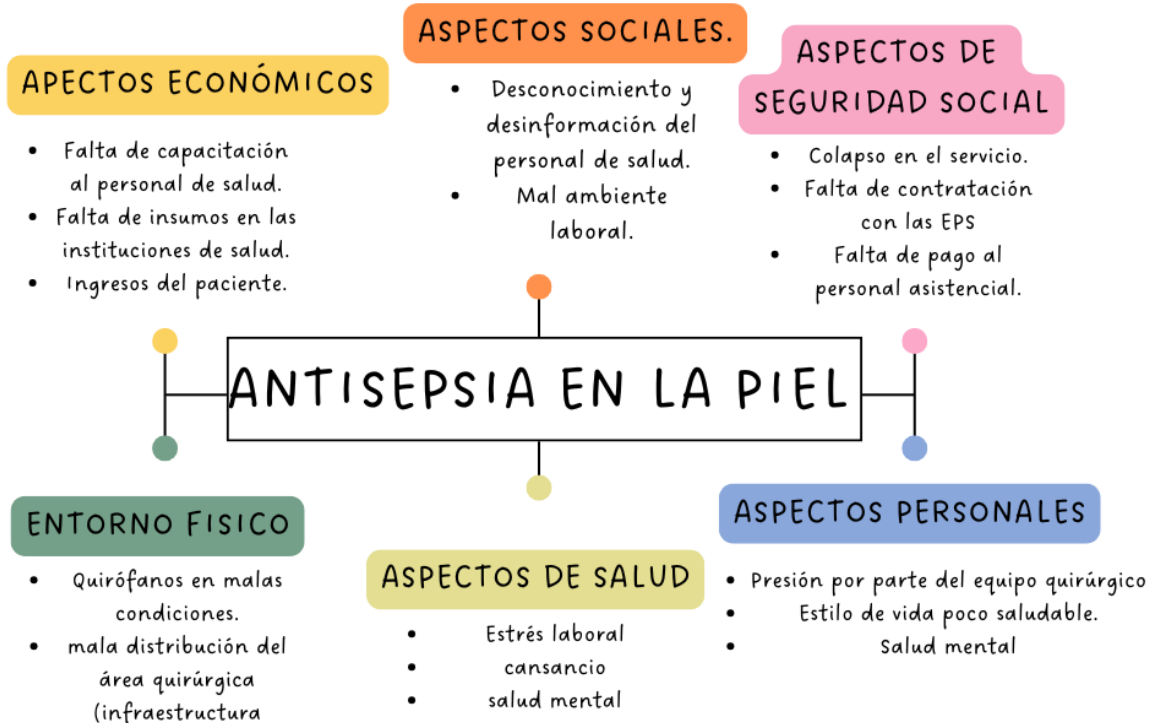 ASPECTOS SOCIALES.
• Desconocimiento y
desinformación del
personal de salud.
• Mal ambiente
laboral.
APECTOS ECONÓMICOS
• Falta de capacitación
al personal de salud.
• Falta de insumos en las
instituciones de salud.
• Ingresos del paciente.
ASPECTOS DE
SEGURIDAD SOCIAL
• Colapso en el servicio.
• Falta de contratación
con las EPS
• Falta de pago al
personal asistencial.
ANTISEPSIA EN LA PIEL
ENTORNO FISICO
• Quirófanos en malas
condiciones.
• mala distribución del
área quirúrgica
(infraestructura
ASPECTOS DE SALUD
• Estrés laboral
• cansancio
• salud mental
ASPECTOS PERSONALES
• Presión por parte del equipo quirúrgico
• Estilo de vida poco saludable.
• Salud mental